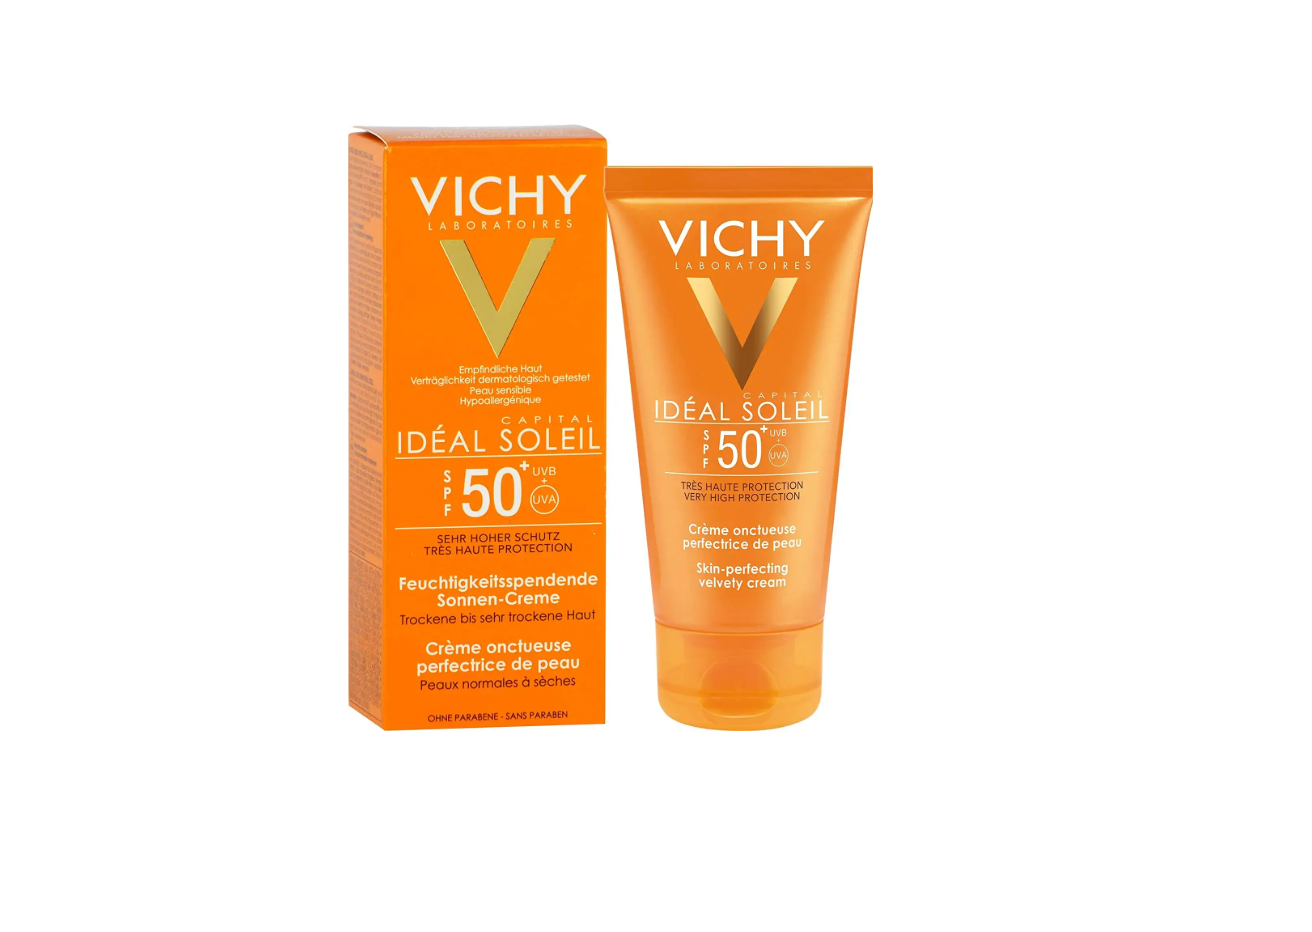 VICHY
LABORATOIRES
Empfindliche Haut
Verträglichkeit dermatologisch getestet
Peau sensible
Hypoallergénique
CAPITAL
IDÉAL SOLEIL
SPF 50+ UVB
+
UVA
SEHR HOHER SCHUTZ
TRÈS HAUTE PROTECTION
Feuchtigkeitsspendende
Sonnen-Creme
Trockene bis sehr trockene Haut
Crème onctueuse
perfectrice de peau
Peaux normales à sèches
OHNE PARABENE - SANS PARABEN
VICHY
LABORATOIRES
CAPITAL
IDÉAL SOLEIL
SPF 50+ UVB
+
UVA
TRÈS HAUTE PROTECTION
VERY HIGH PROTECTION
Crème onctueuse
perfectrice de peau
Skin-perfecting
velvety cream